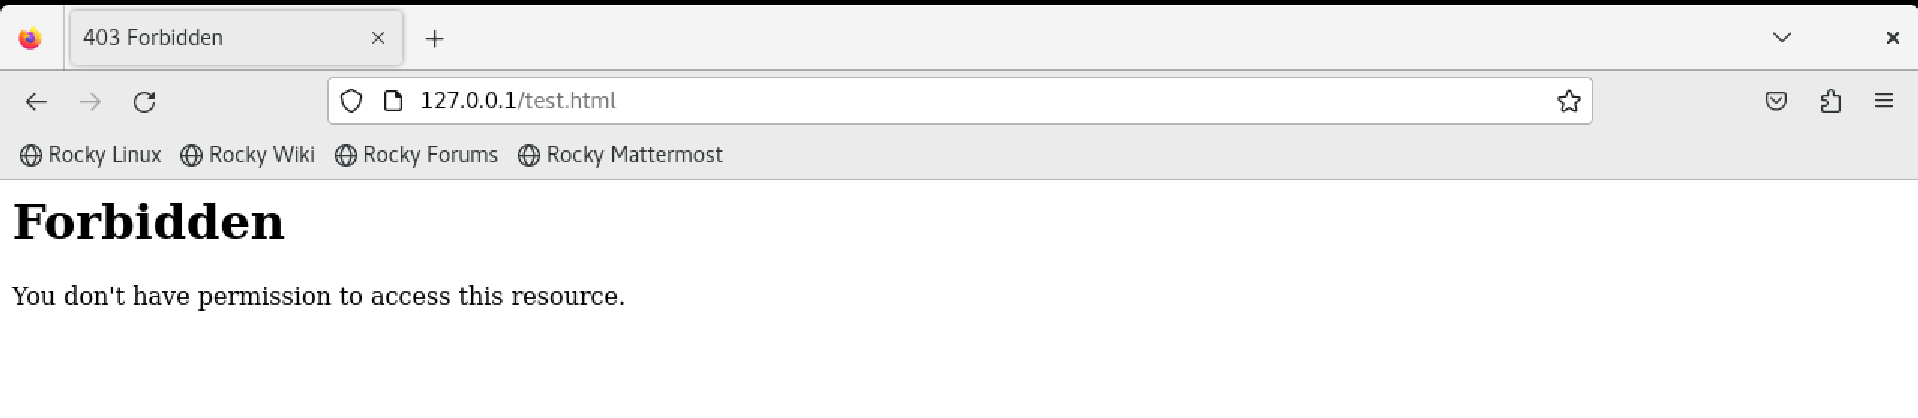 403 Forbidden
127.0.0.1/test.html
Rocky Linux Rocky Wiki Rocky Forums Rocky Mattermost
Forbidden
You don't have permission to access this resource.